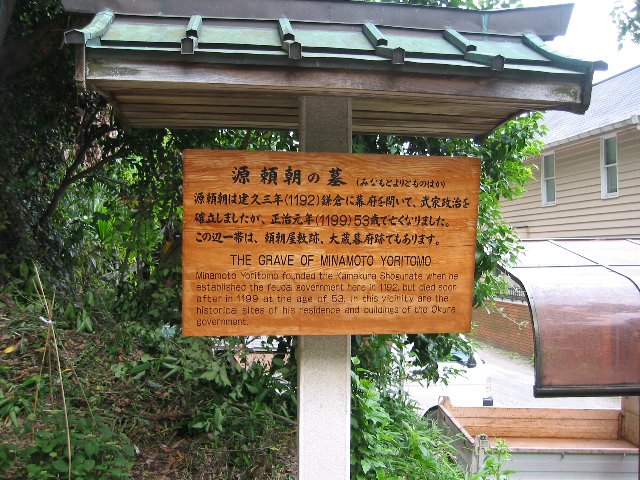 源頼朝の墓 (みなもとよりとものはか)
源頼朝は建久三年(1192)鎌倉に幕府を開いて、武家政治を
確立しましたが、正治元年(1199)53歳で亡くなりました。
この辺一帯は、頼朝屋敷跡、大蔵幕府跡でもあります。
THE GRAVE OF MINAMOTO YORITOMO
Minamoto Yoritomo founded the Kamakura Shogunate when he
established the feudal government here in 1192, but died soon
after in 1199 at the age of 53. in this vicinity are the
historical sites of his residence and buildings of the Okura
government.